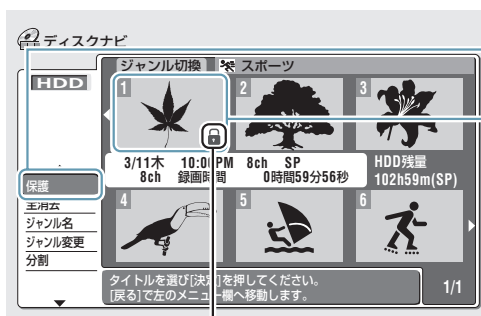 ディスクナビ
ジャンル切換 スポーツ
HDD
1 2 3
3/11木 10:00PM 8ch SP
8ch 録画時間 0時間59分56秒
HDD残量
102h59m(SP)
保護
全消去
ジャンル名
ジャンル変更
分割
4 5 6
タイトルを選び[決定]を押してください。
[戻る]で左のメニュー欄へ移動します。
1/1